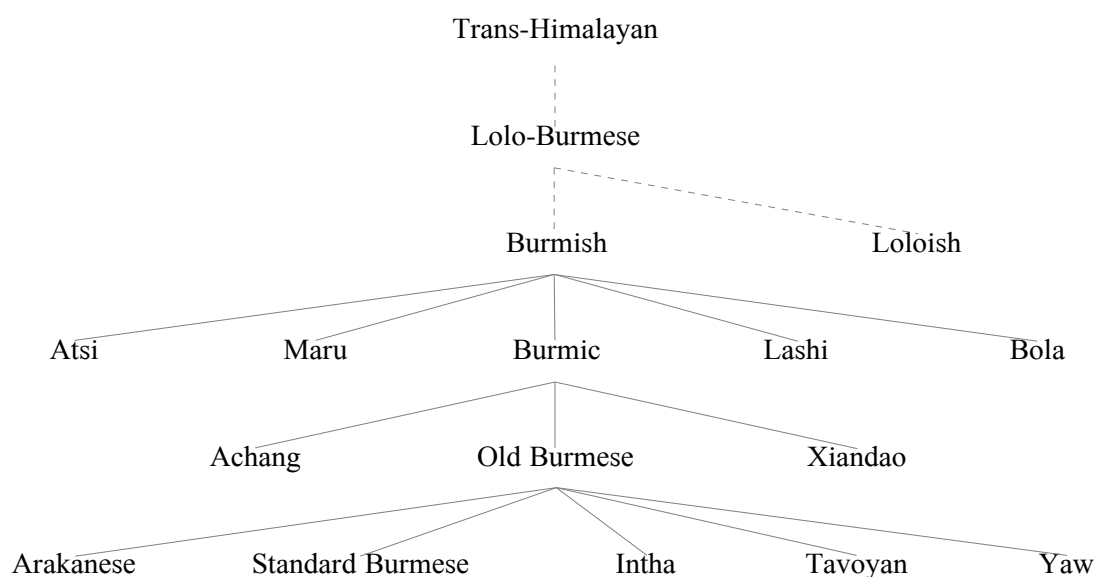 Trans-Himalayan
Lolo-Burmese
Burmish Loloish
Atsi Maru Burmic Lashi Bola
Achang Old Burmese Xiandao
Arakanese Standard Burmese Intha Tavoyan Yaw